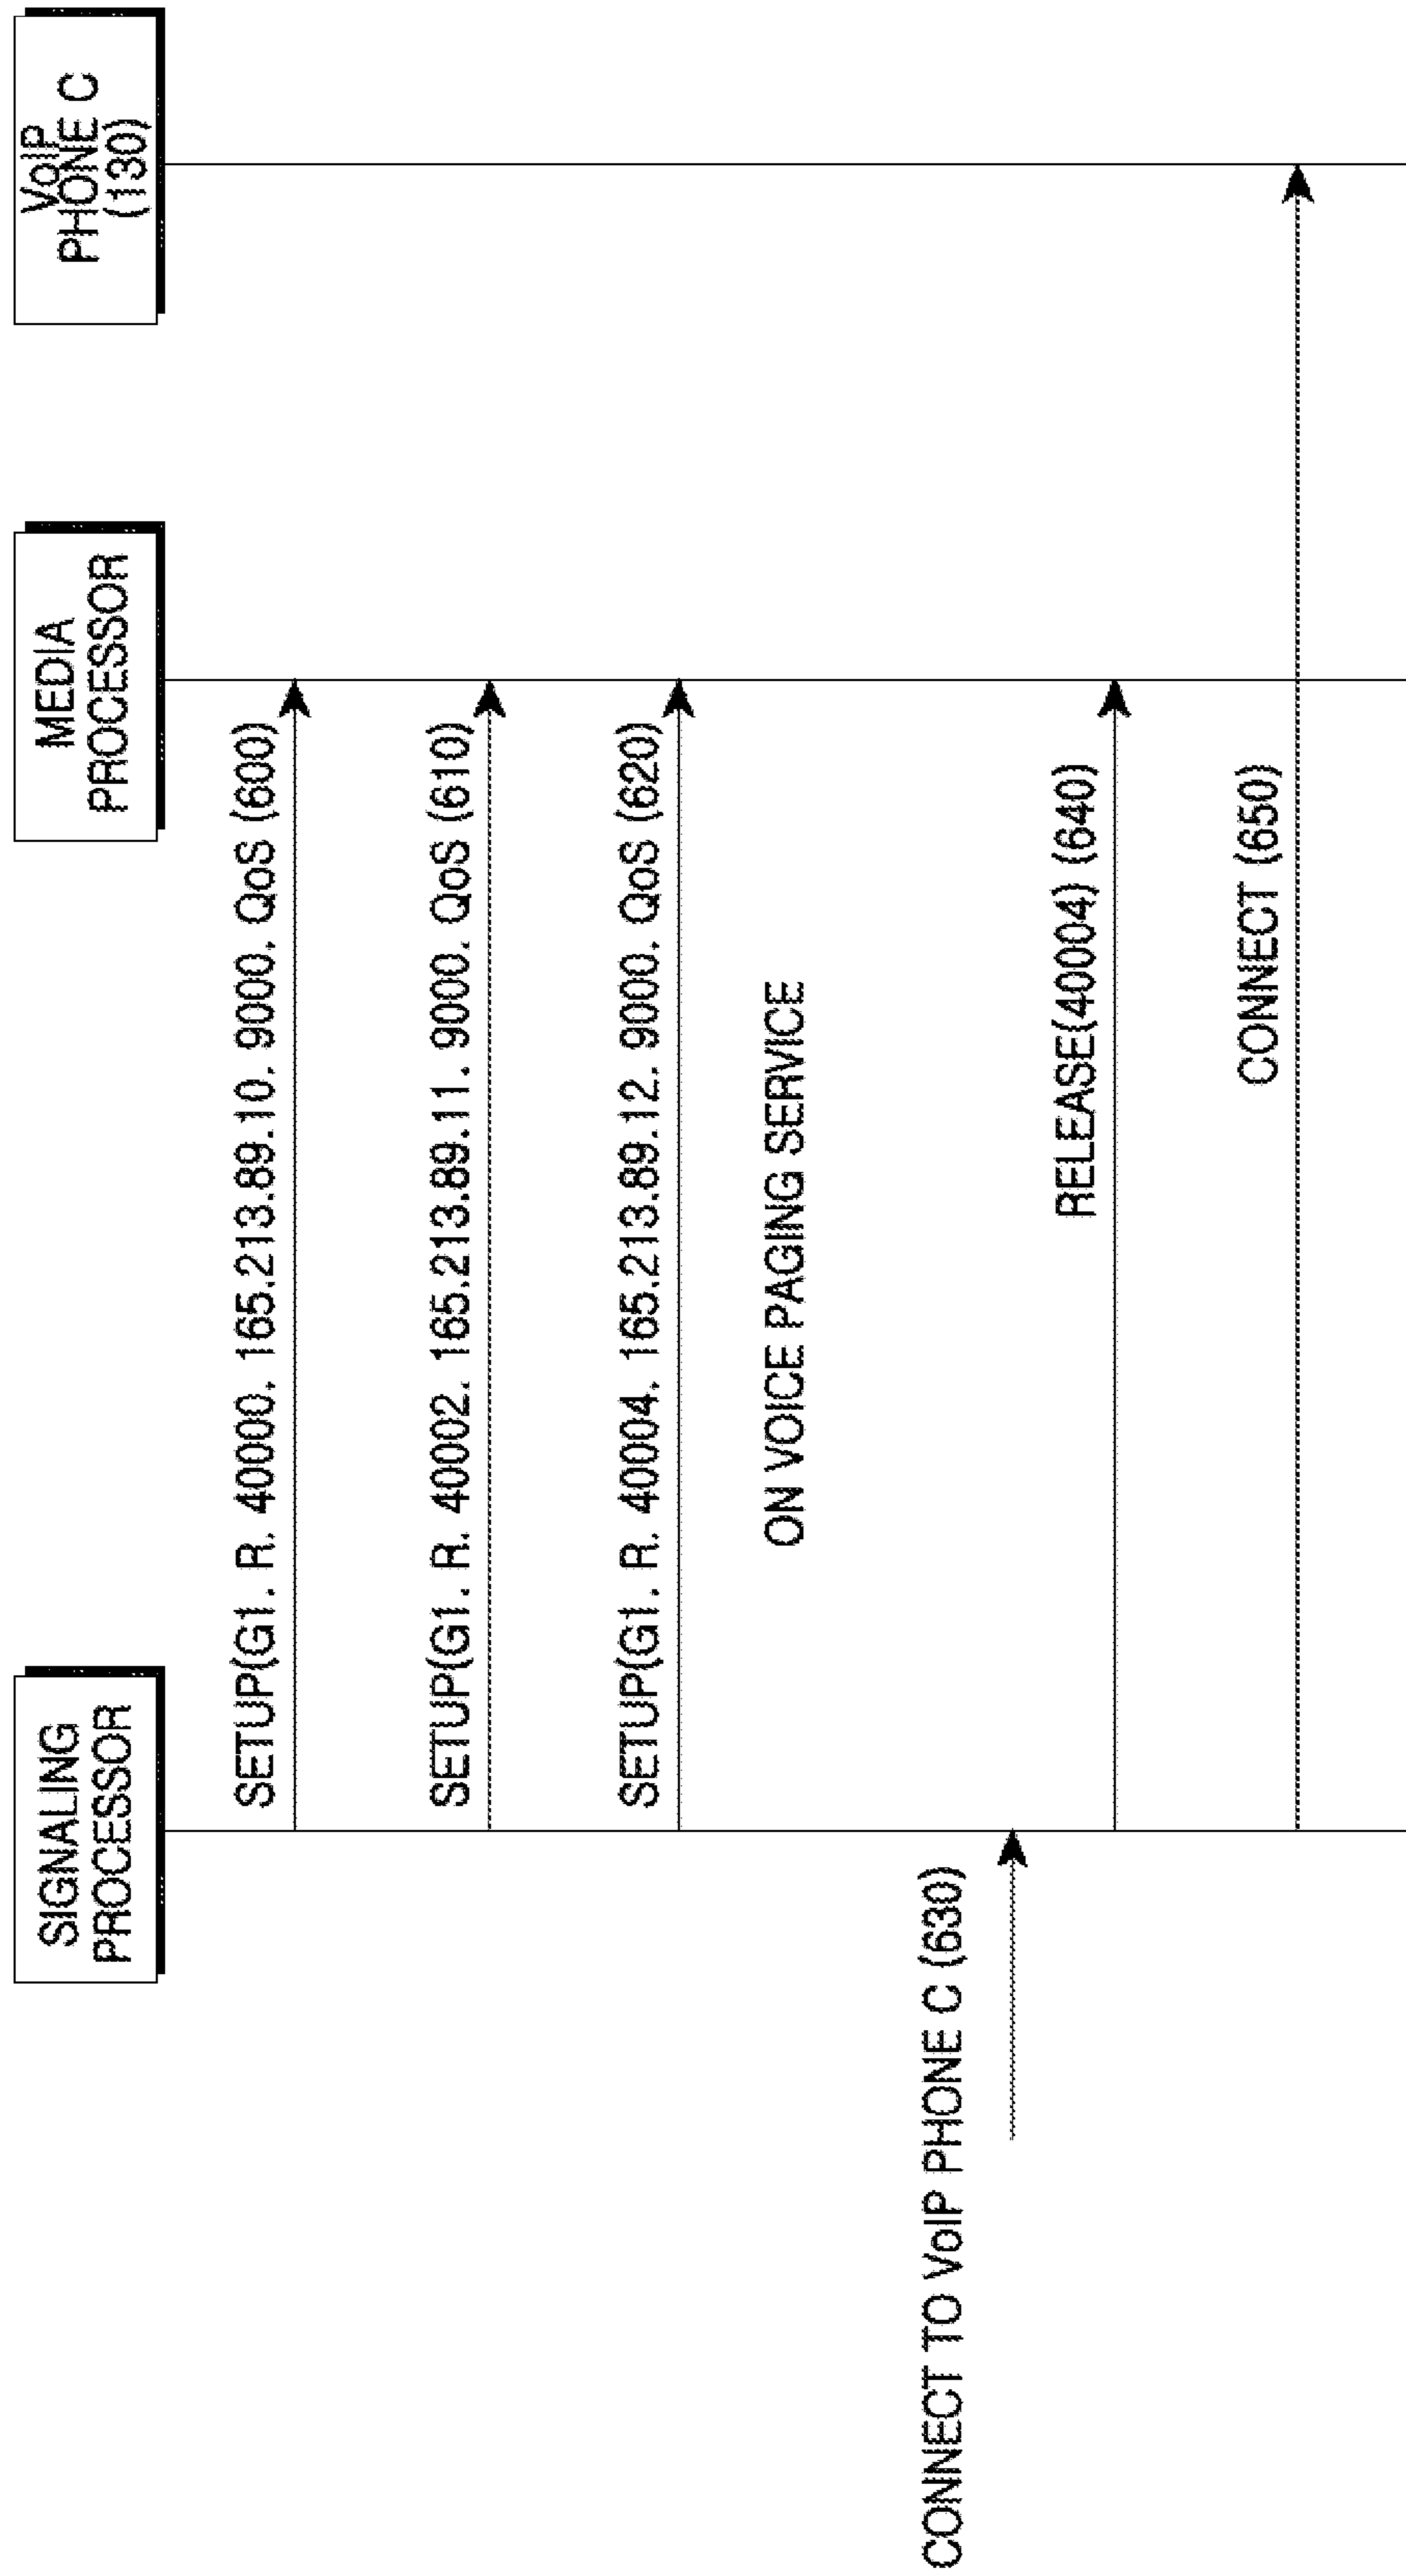 SIGNALING
PROCESSOR
MEDIA
PROCESSOR
VoIP
PHONE C
(130)
SETUP(G1. R. 40000. 165.213.89.10. 9000. QoS (600)
SETUP(G1. R. 40002. 165.213.89.11. 9000. QoS (610)
SETUP(G1. R. 40004. 165.213.89.12. 9000. QoS (620)
ON VOICE PAGING SERVICE
CONNECT TO VoIP PHONE C (630)
RELEASE(40004) (640)
CONNECT (650)